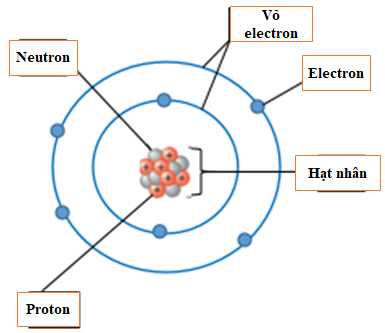 Vỏ
electron
Neutron
Electron
Hạt nhân
Proton
+
+
+
+
+
+